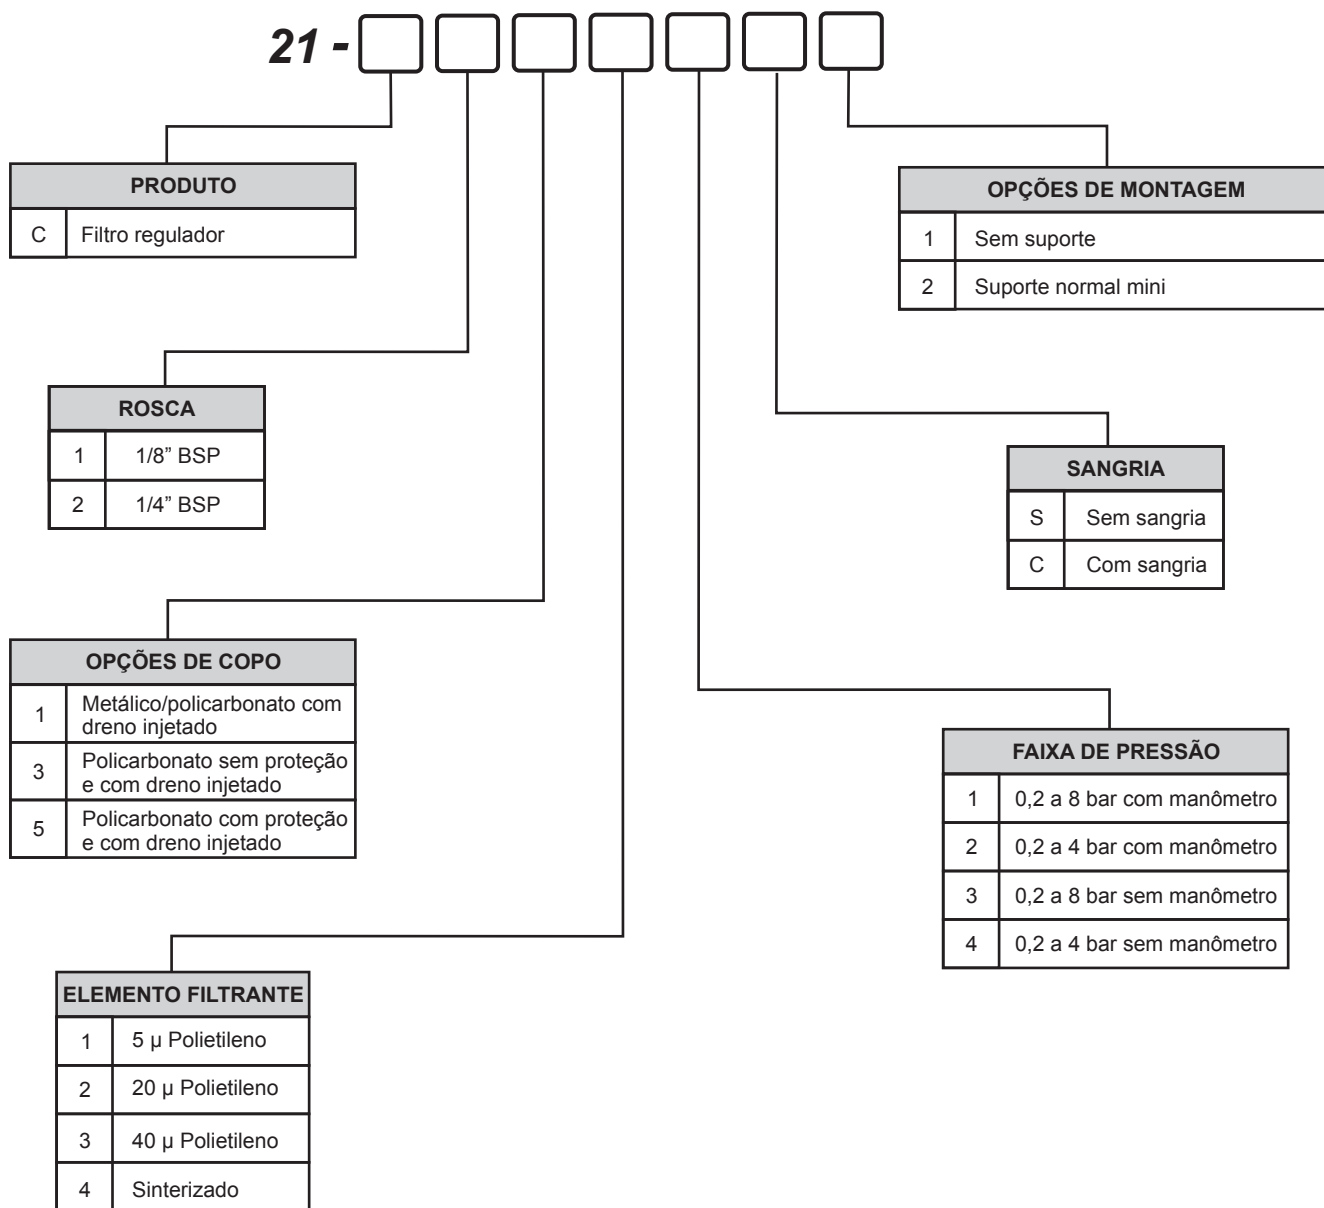 21 -
PRODUTO
C Filtro regulador
OPÇÕES DE MONTAGEM
1 Sem suporte
2 Suporte normal mini
ROSCA
1 1/8” BSP
2 1/4” BSP
SANGRIA
S Sem sangria
C Com sangria
OPÇÕES DE COPO
1 Metálico/policarbonato com
dreno injetado
3 Policarbonato sem proteção
e com dreno injetado
5 Policarbonato com proteção
e com dreno injetado
FAIXA DE PRESSÃO
1 0,2 a 8 bar com manômetro
2 0,2 a 4 bar com manômetro
3 0,2 a 8 bar sem manômetro
4 0,2 a 4 bar sem manômetro
ELEMENTO FILTRANTE
1 5 µ Polietileno
2 20 µ Polietileno
3 40 µ Polietileno
4 Sinterizado